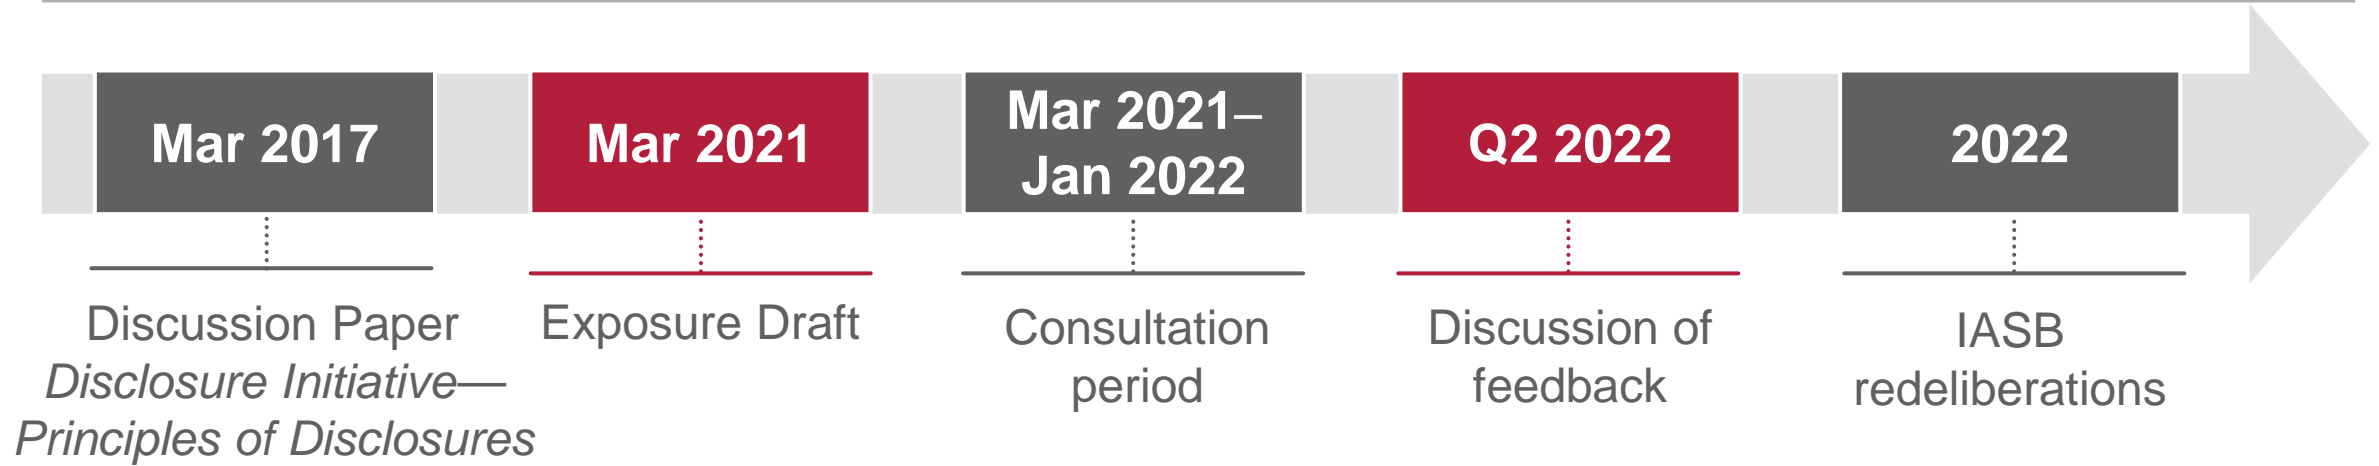 Mar 2017
Mar 2021
Mar 2021–
Jan 2022
Q2 2022
2022
Discussion Paper
Disclosure Initiative—
Principles of Disclosures
Exposure Draft
Consultation
period
Discussion of
feedback
IASB
redeliberations